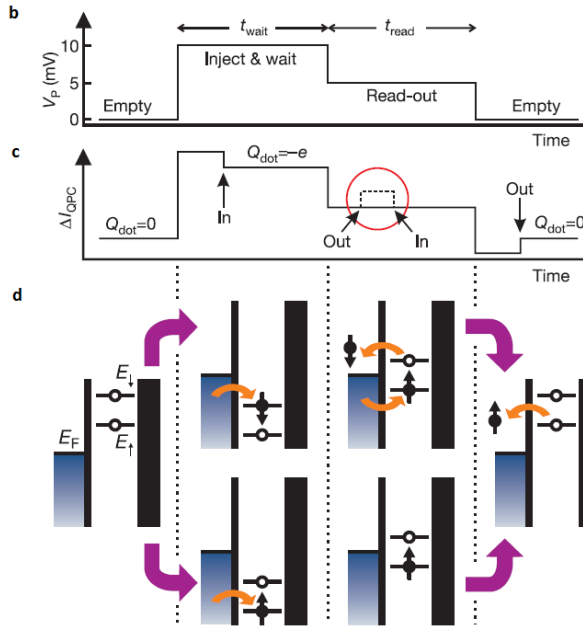 b
t_wait
t_read
10
5
0
V_P (mV)
Inject & wait
Empty
Read-out
Empty
Time
c
ΔI_QPC
Q_dot=–e
Q_dot=0
In
Out
In
Out
Q_dot=0
Time
d
E↓
E_F
E↑